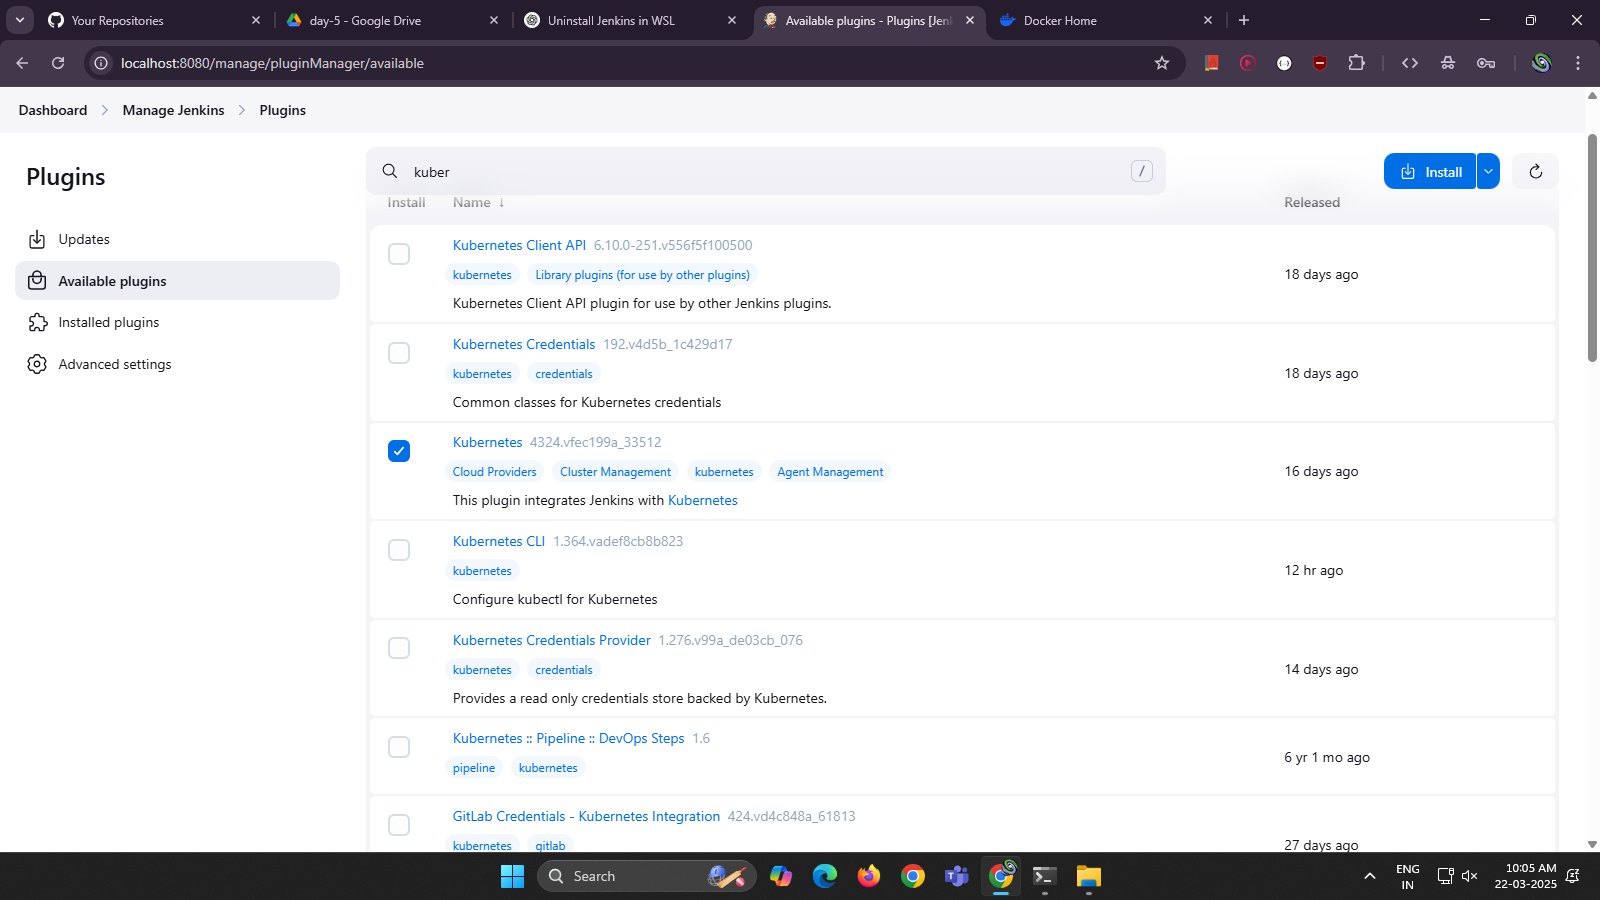 Your Repositories
day-5 - Google Drive
Uninstall Jenkins in WSL
Available plugins - Plugins [Jen
Docker Home
localhost:8080/manage/pluginManager/available
Dashboard
Manage Jenkins
Plugins
Plugins
Updates
Available plugins
Installed plugins
Advanced settings
kuber
/
Install
Install
Name ↓
Released
Kubernetes Client API 6.10.0-251.v556f5f100500
kubernetes
Library plugins (for use by other plugins)
Kubernetes Client API plugin for use by other Jenkins plugins.
18 days ago
Kubernetes Credentials 192.v4d5b_1c429d17
kubernetes
credentials
Common classes for Kubernetes credentials
18 days ago
Kubernetes 4324.vfec199a_33512
Cloud Providers
Cluster Management
kubernetes
Agent Management
This plugin integrates Jenkins with Kubernetes
16 days ago
Kubernetes CLI 1.364.vadef8cb8b823
kubernetes
Configure kubectl for Kubernetes
12 hr ago
Kubernetes Credentials Provider 1.276.v99a_de03cb_076
kubernetes
credentials
Provides a read only credentials store backed by Kubernetes.
14 days ago
Kubernetes :: Pipeline :: DevOps Steps 1.6
pipeline
kubernetes
6 yr 1 mo ago
GitLab Credentials - Kubernetes Integration 424.vd4c848a_61813
kubernetes
gitlab
27 days ago
Search
ENG
IN
10:05 AM
22-03-2025